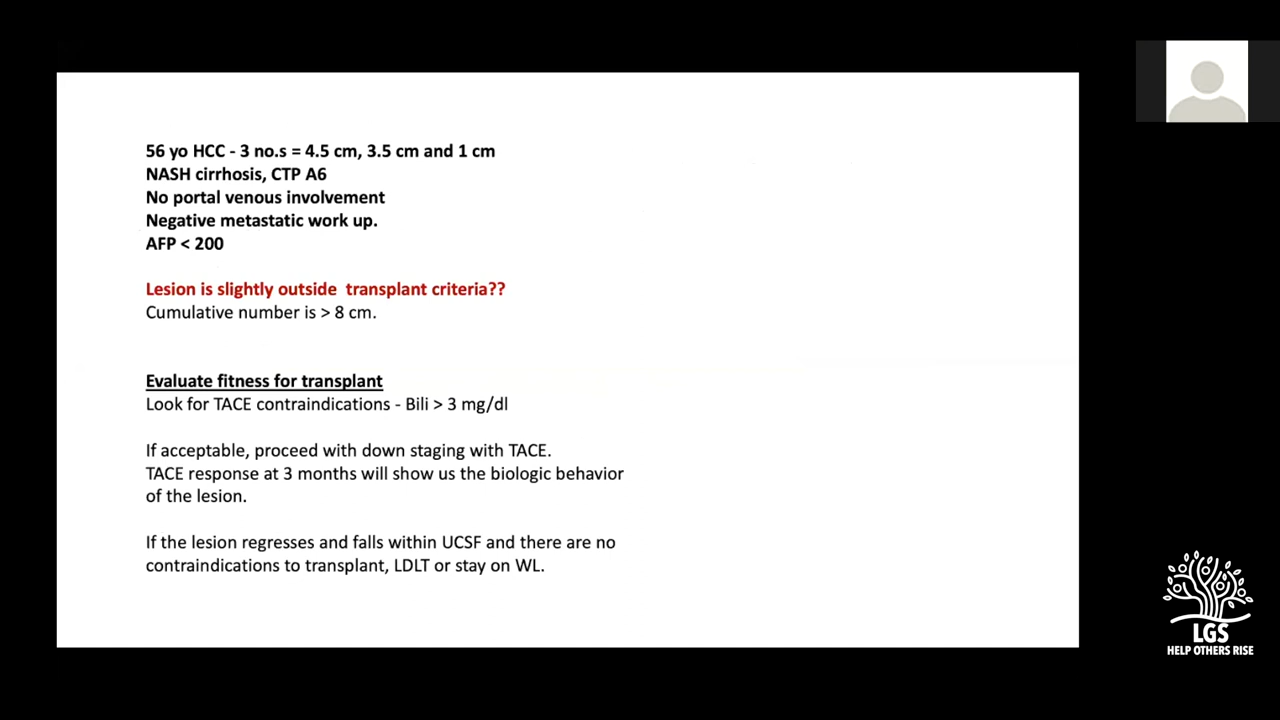 56 yo HCC - 3 no.s = 4.5 cm, 3.5 cm and 1 cm
NASH cirrhosis, CTP A6
No portal venous involvement
Negative metastatic work up.
AFP < 200
Lesion is slightly outside transplant criteria??
Cumulative number is > 8 cm.
Evaluate fitness for transplant
Look for TACE contraindications - Bili > 3 mg/dl
If acceptable, proceed with down staging with TACE.
TACE response at 3 months will show us the biologic behavior
of the lesion.
If the lesion regresses and falls within UCSF and there are no
contraindications to transplant, LDLT or stay on WL.
LGS
HELP OTHERS RISE